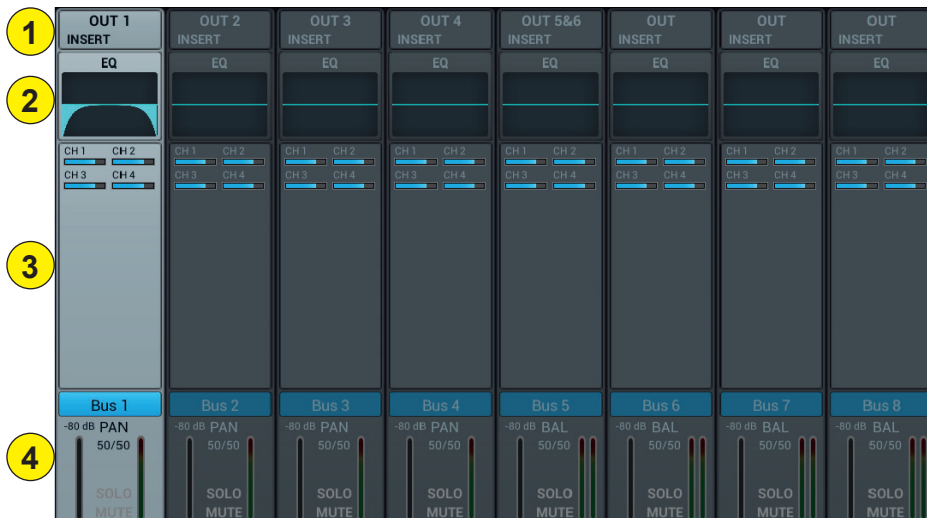 1
OUT 1 OUT 2 OUT 3 OUT 4 OUT 5&6 OUT OUT OUT
INSERT INSERT INSERT INSERT INSERT INSERT INSERT INSERT
2
EQ EQ EQ EQ EQ EQ EQ EQ
3
CH 1 CH 2 CH 1 CH 2 CH 1 CH 2 CH 1 CH 2 CH 1 CH 2 CH 1 CH 2 CH 1 CH 2 CH 1 CH 2
CH 3 CH 4 CH 3 CH 4 CH 3 CH 4 CH 3 CH 4 CH 3 CH 4 CH 3 CH 4 CH 3 CH 4 CH 3 CH 4
Bus 1 Bus 2 Bus 3 Bus 4 Bus 5 Bus 6 Bus 7 Bus 8
4
-80 dB PAN -80 dB PAN -80 dB PAN -80 dB PAN -80 dB BAL -80 dB BAL -80 dB BAL -80 dB BAL
50/50 50/50 50/50 50/50 50/50 50/50 50/50 50/50
SOLO SOLO SOLO SOLO SOLO SOLO SOLO SOLO
MUTE MUTE MUTE MUTE MUTE MUTE MUTE MUTE